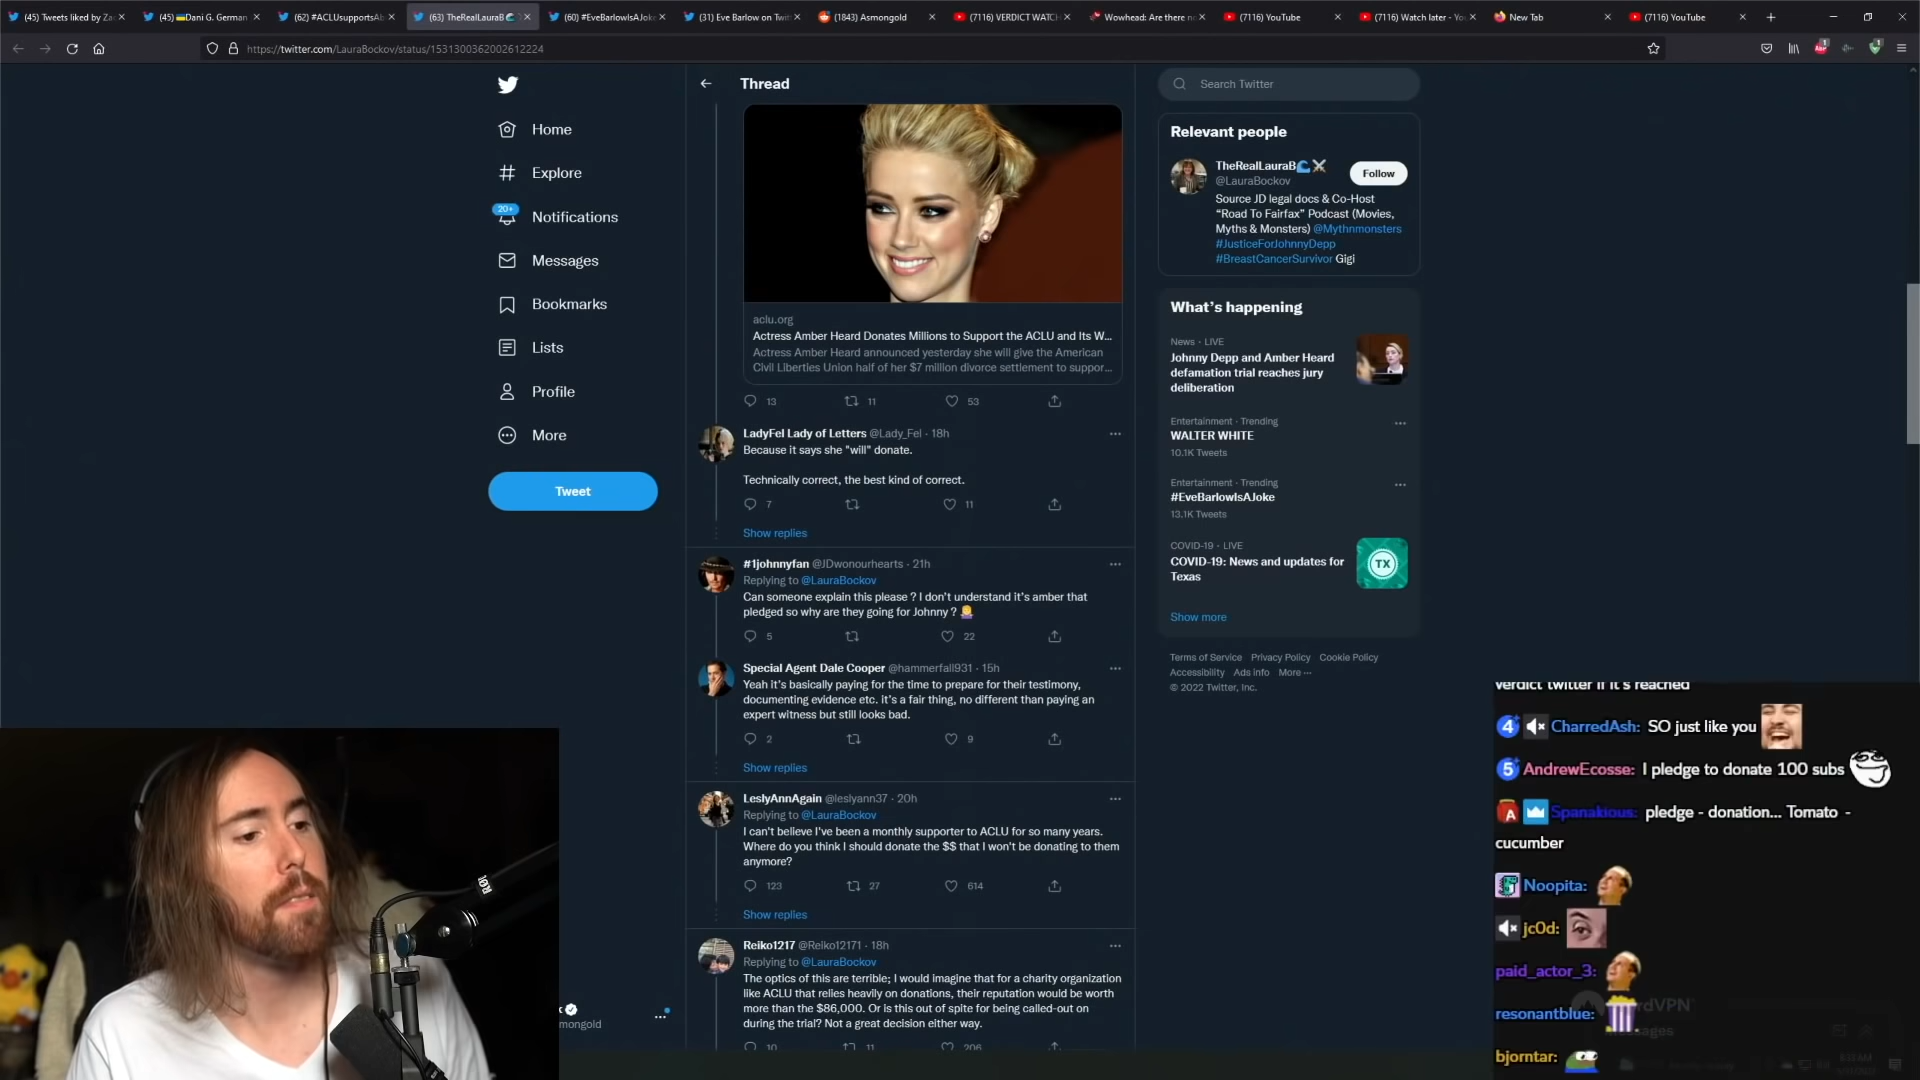 (45) Tweets liked by Za
(45) Dani G. German
(62) #ACLUsupportsA
(63) TheRealLauraB
(60) #EveBarlowIsAJok
(31) Eve Barlow on Twit
(1843) Asmongold
(7116) VERDICT WATCH
Wowhead: Are there n
(7116) YouTube
(7116) Watch later - Yo
New Tab
(7116) YouTube
https://twitter.com/LauraBockov/status/1531300362002612224
Home
Explore
20+
Notifications
Messages
Bookmarks
Lists
Profile
More
Tweet
Thread
aclu.org
Actress Amber Heard Donates Millions to Support the ACLU and Its W...
Actress Amber Heard announced yesterday she will give the American
Civil Liberties Union half of her $7 million divorce settlement to suppor...
13 11 53
LadyFel Lady of Letters @Lady_Fel · 18h
Because it says she "will" donate.
Technically correct, the best kind of correct.
7 11
Show replies
#1johnnyfan @JDwonourhearts · 21h
Replying to @LauraBockov
Can someone explain this please ? I don't understand it's amber that
pledged so why are they going for Johnny ?
5 22
Special Agent Dale Cooper @hammerfall931 · 15h
Yeah it's basically paying for the time to prepare for their testimony,
documenting evidence etc. it's a fair thing, no different than paying an
expert witness but still looks bad.
2 9
Show replies
LeslyAnnAgain @leslyann37 · 20h
Replying to @LauraBockov
I can't believe I've been a monthly supporter to ACLU for so many years.
Where do you think I should donate the $$ that I won't be donating to them
anymore?
123 27 614
Show replies
Reiko1217 @Reiko12171 · 18h
Replying to @LauraBockov
The optics of this are terrible; I would imagine that for a charity organization
like ACLU that relies heavily on donations, their reputation would be worth
more than the $86,000. Or is this out of spite for being called-out on
during the trial? Not a great decision either way.
10 11 206
Search Twitter
Relevant people
TheRealLauraB
@LauraBockov
Follow
Source JD legal docs & Co-Host
"Road To Fairfax" Podcast (Movies,
Myths & Monsters) @Mythnmonsters
#JusticeForJohnnyDepp
#BreastCancerSurvivor Gigi
What's happening
News · LIVE
Johnny Depp and Amber Heard
defamation trial reaches jury
deliberation
Entertainment · Trending
WALTER WHITE
10.1K Tweets
Entertainment · Trending
#EveBarlowIsAJoke
13.1K Tweets
COVID-19 · LIVE
COVID-19: News and updates for
Texas
TX
Show more
Terms of Service Privacy Policy Cookie Policy
Accessibility Ads info More ···
© 2022 Twitter, Inc.
verdict twitter if it's reached
4 CharredAsh: SO just like you
5 AndrewEcosse: I pledge to donate 100 subs
Spanakious: pledge - donation... Tomato -
cucumber
Noopita:
jc0d:
paid_actor_3:
resonantblue:
bjorntar:
rdVPN
ssages
mongold